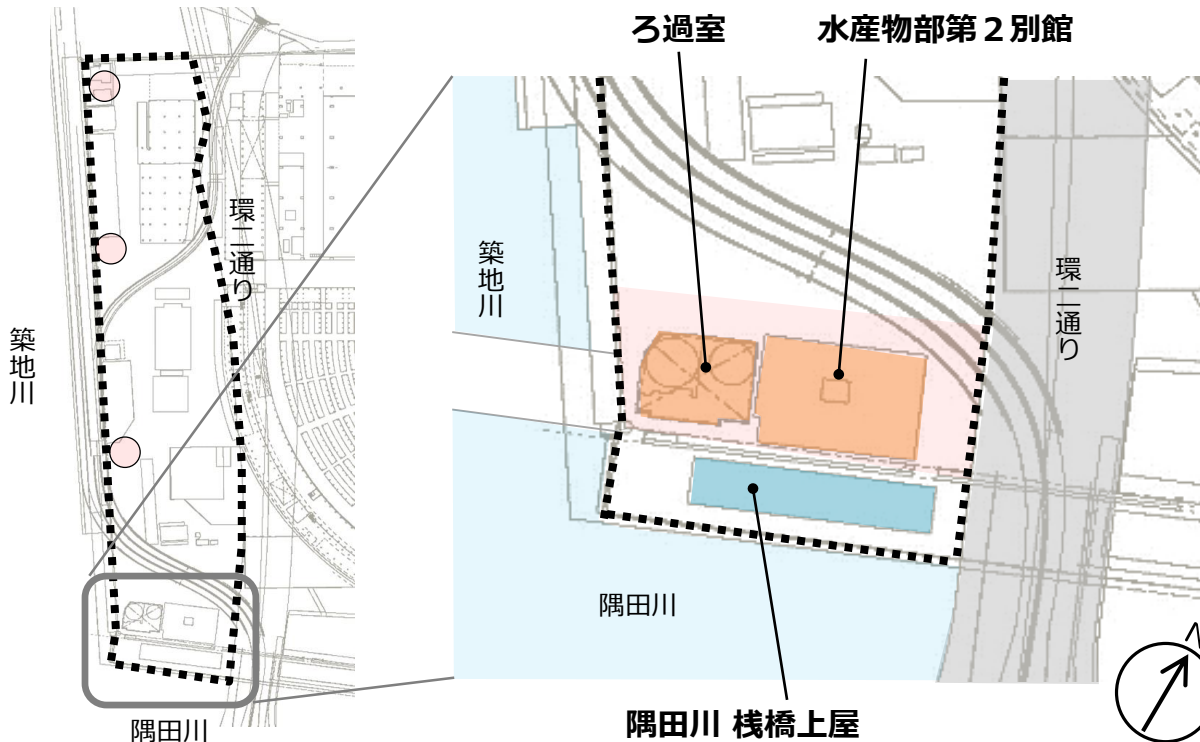 ろ過室
水産物部第２別館
環二通り
築地川
隅田川
築地川
環二通り
隅田川
隅田川 桟橋上屋
N